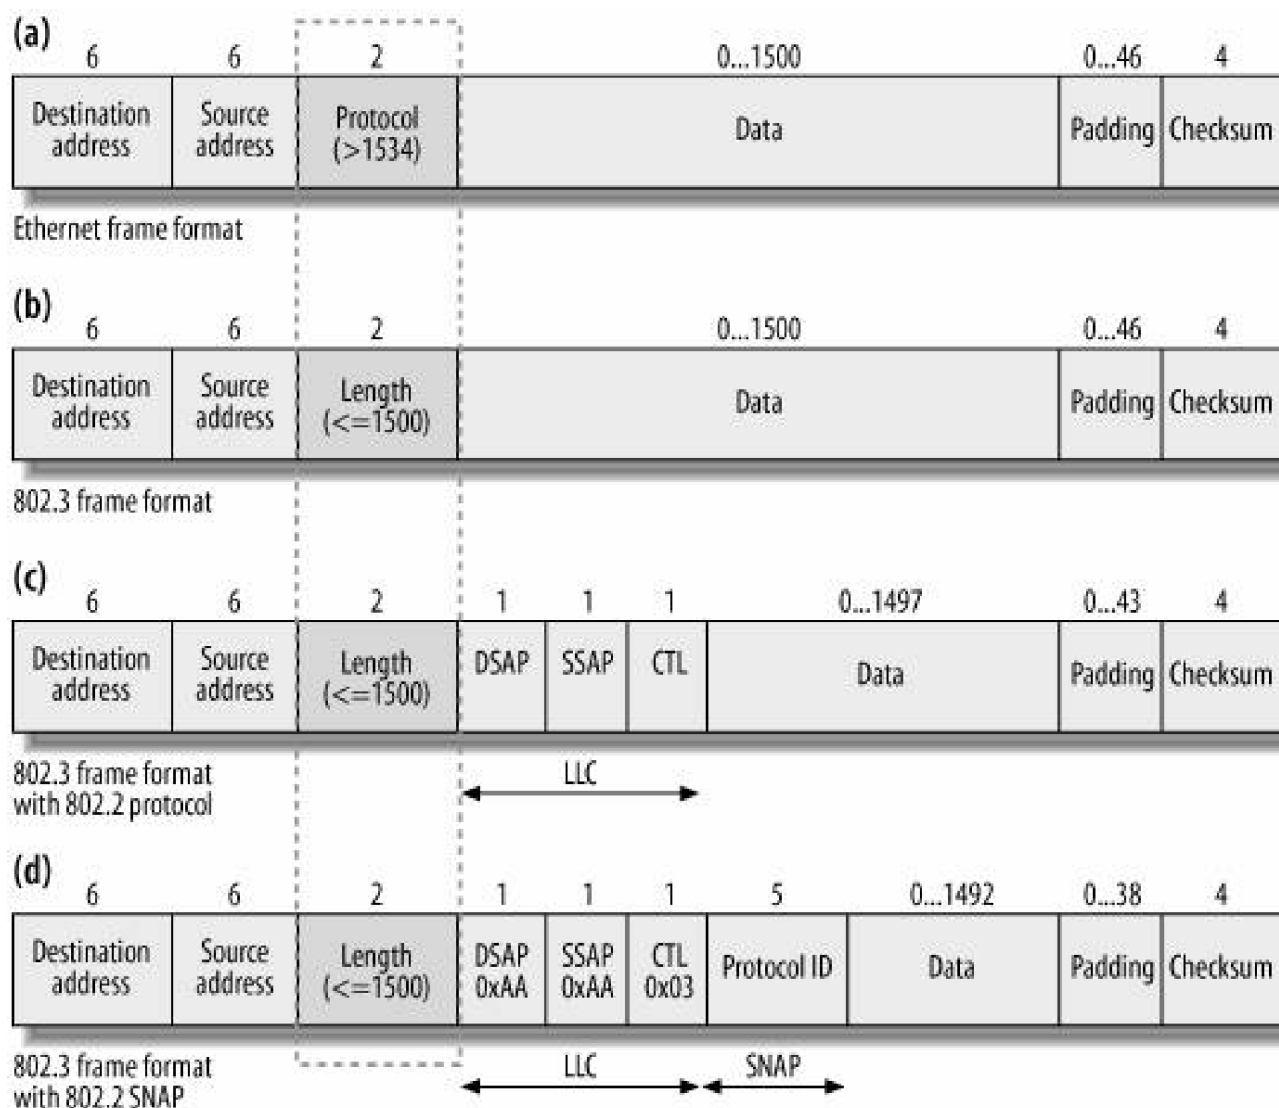 (a)
6 6 2 0...1500 0...46 4
Destination address Source address Protocol (>1534) Data Padding Checksum
Ethernet frame format
(b)
6 6 2 0...1500 0...46 4
Destination address Source address Length (<=1500) Data Padding Checksum
802.3 frame format
(c)
6 6 2 1 1 1 0...1497 0...43 4
Destination address Source address Length (<=1500) DSAP SSAP CTL Data Padding Checksum
802.3 frame format
with 802.2 protocol
LLC
(d)
6 6 2 1 1 1 5 0...1492 0...38 4
Destination address Source address Length (<=1500) DSAP 0xAA SSAP 0xAA CTL 0x03 Protocol ID Data Padding Checksum
802.3 frame format
with 802.2 SNAP
LLC SNAP